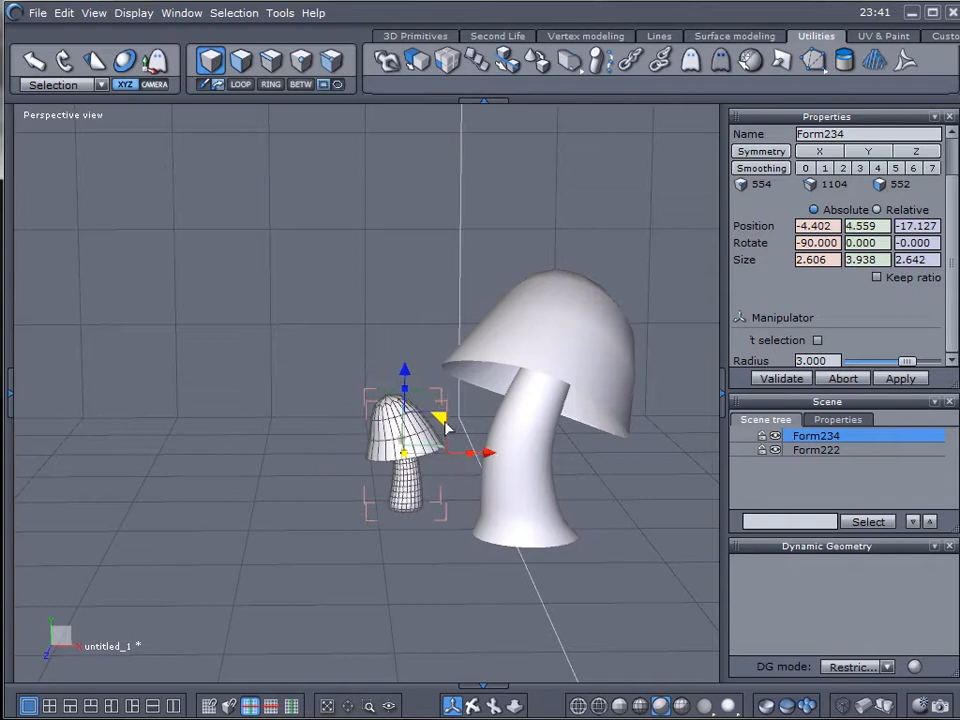 File Edit View Display Window Selection Tools Help 23:41
3D Primitives Second Life Vertex modeling Lines Surface modeling Utilities UV & Paint Custo
Selection XYZ CAMERA LOOP RING BETW
Perspective view
Properties
Name Form234
Symmetry X Y Z
Smoothing 0 1 2 3 4 5 6 7
554 1104 552
Absolute Relative
Position -4.402 4.559 -17.127
Rotate -90.000 0.000 -0.000
Size 2.606 3.938 2.642
Keep ratio
Manipulator
't selection
Radius 3.000
Validate Abort Apply
Scene
Scene tree Properties
Form234
Form222
Select
Dynamic Geometry
DG mode: Restric...
Y
X
Z
untitled_1 *